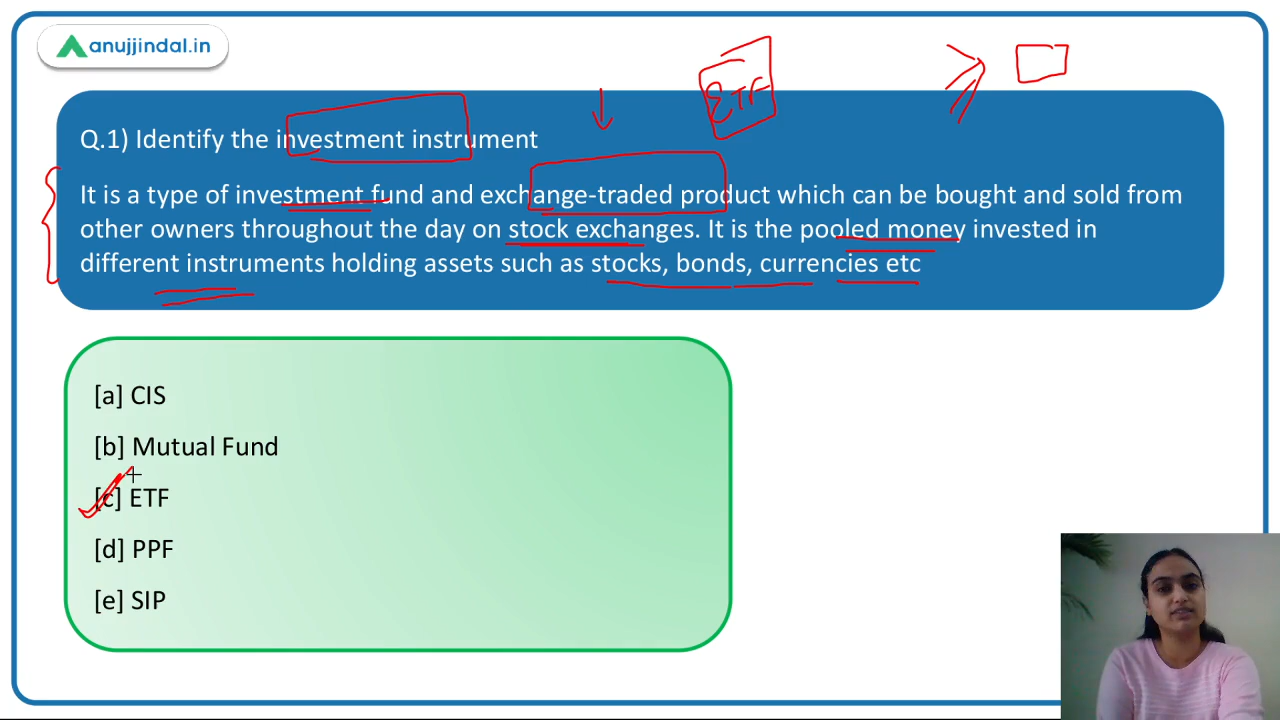 anujjindal.in
ETF
Q.1) Identify the investment instrument
It is a type of investment fund and exchange-traded product which can be bought and sold from
other owners throughout the day on stock exchanges. It is the pooled money invested in
different instruments holding assets such as stocks, bonds, currencies etc
[a] CIS
[b] Mutual Fund
[c] ETF
[d] PPF
[e] SIP